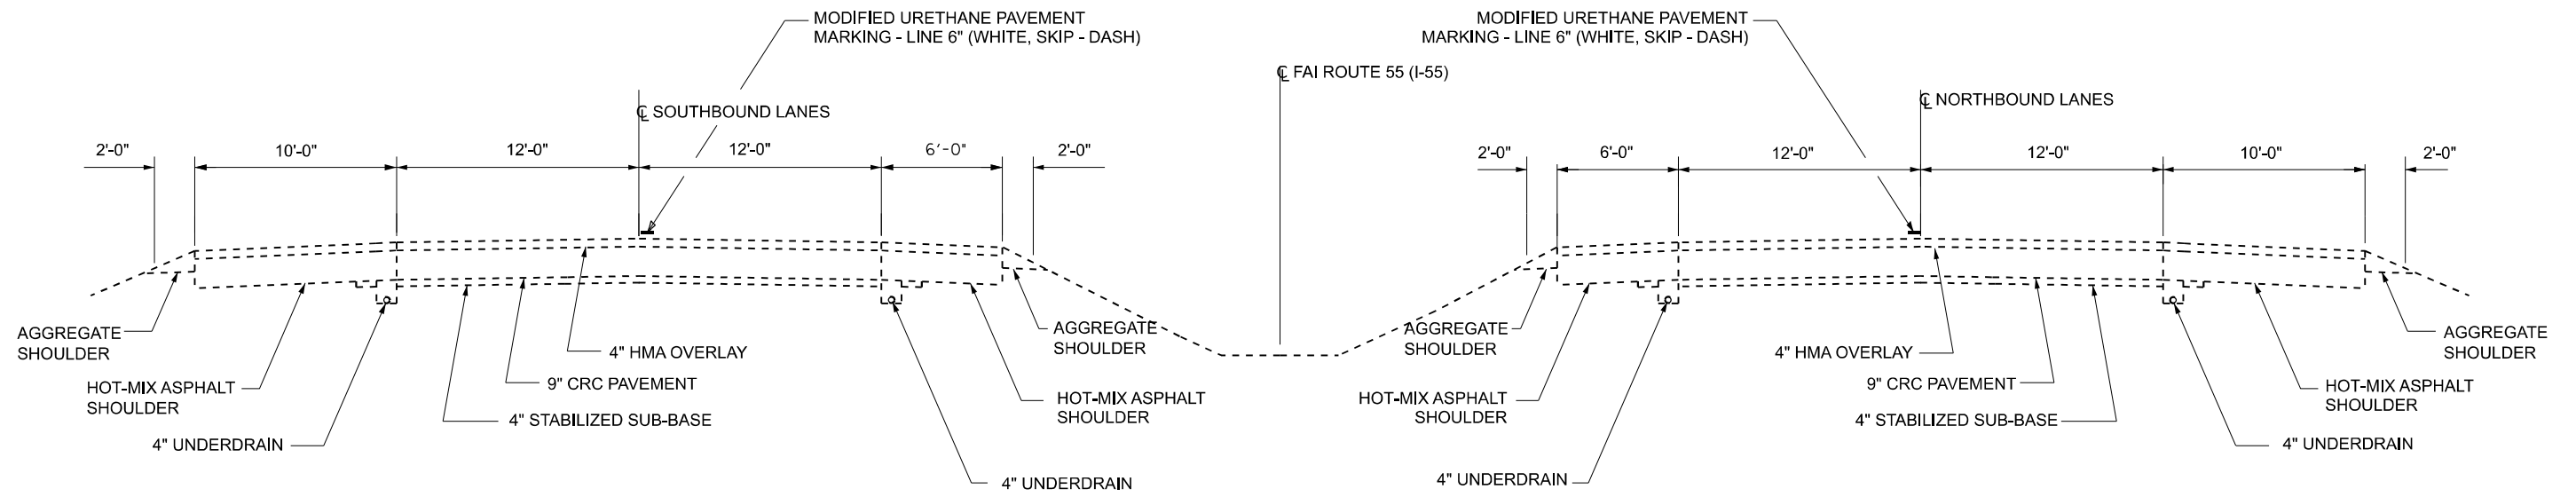 MODIFIED URETHANE PAVEMENT
MARKING - LINE 6" (WHITE, SKIP - DASH)
MODIFIED URETHANE PAVEMENT
MARKING - LINE 6" (WHITE, SKIP - DASH)
℄ FAI ROUTE 55 (I-55)
℄ SOUTHBOUND LANES
℄ NORTHBOUND LANES
2'-0" 10'-0" 12'-0" 12'-0" 6'-0" 2'-0"
2'-0" 6'-0" 12'-0" 12'-0" 10'-0" 2'-0"
AGGREGATE
SHOULDER
HOT-MIX ASPHALT
SHOULDER
4" UNDERDRAIN
4" HMA OVERLAY
9" CRC PAVEMENT
4" STABILIZED SUB-BASE
AGGREGATE
SHOULDER
HOT-MIX ASPHALT
SHOULDER
4" UNDERDRAIN
AGGREGATE
SHOULDER
HOT-MIX ASPHALT
SHOULDER
4" UNDERDRAIN
4" HMA OVERLAY
9" CRC PAVEMENT
4" STABILIZED SUB-BASE
AGGREGATE
SHOULDER
HOT-MIX ASPHALT
SHOULDER
4" UNDERDRAIN